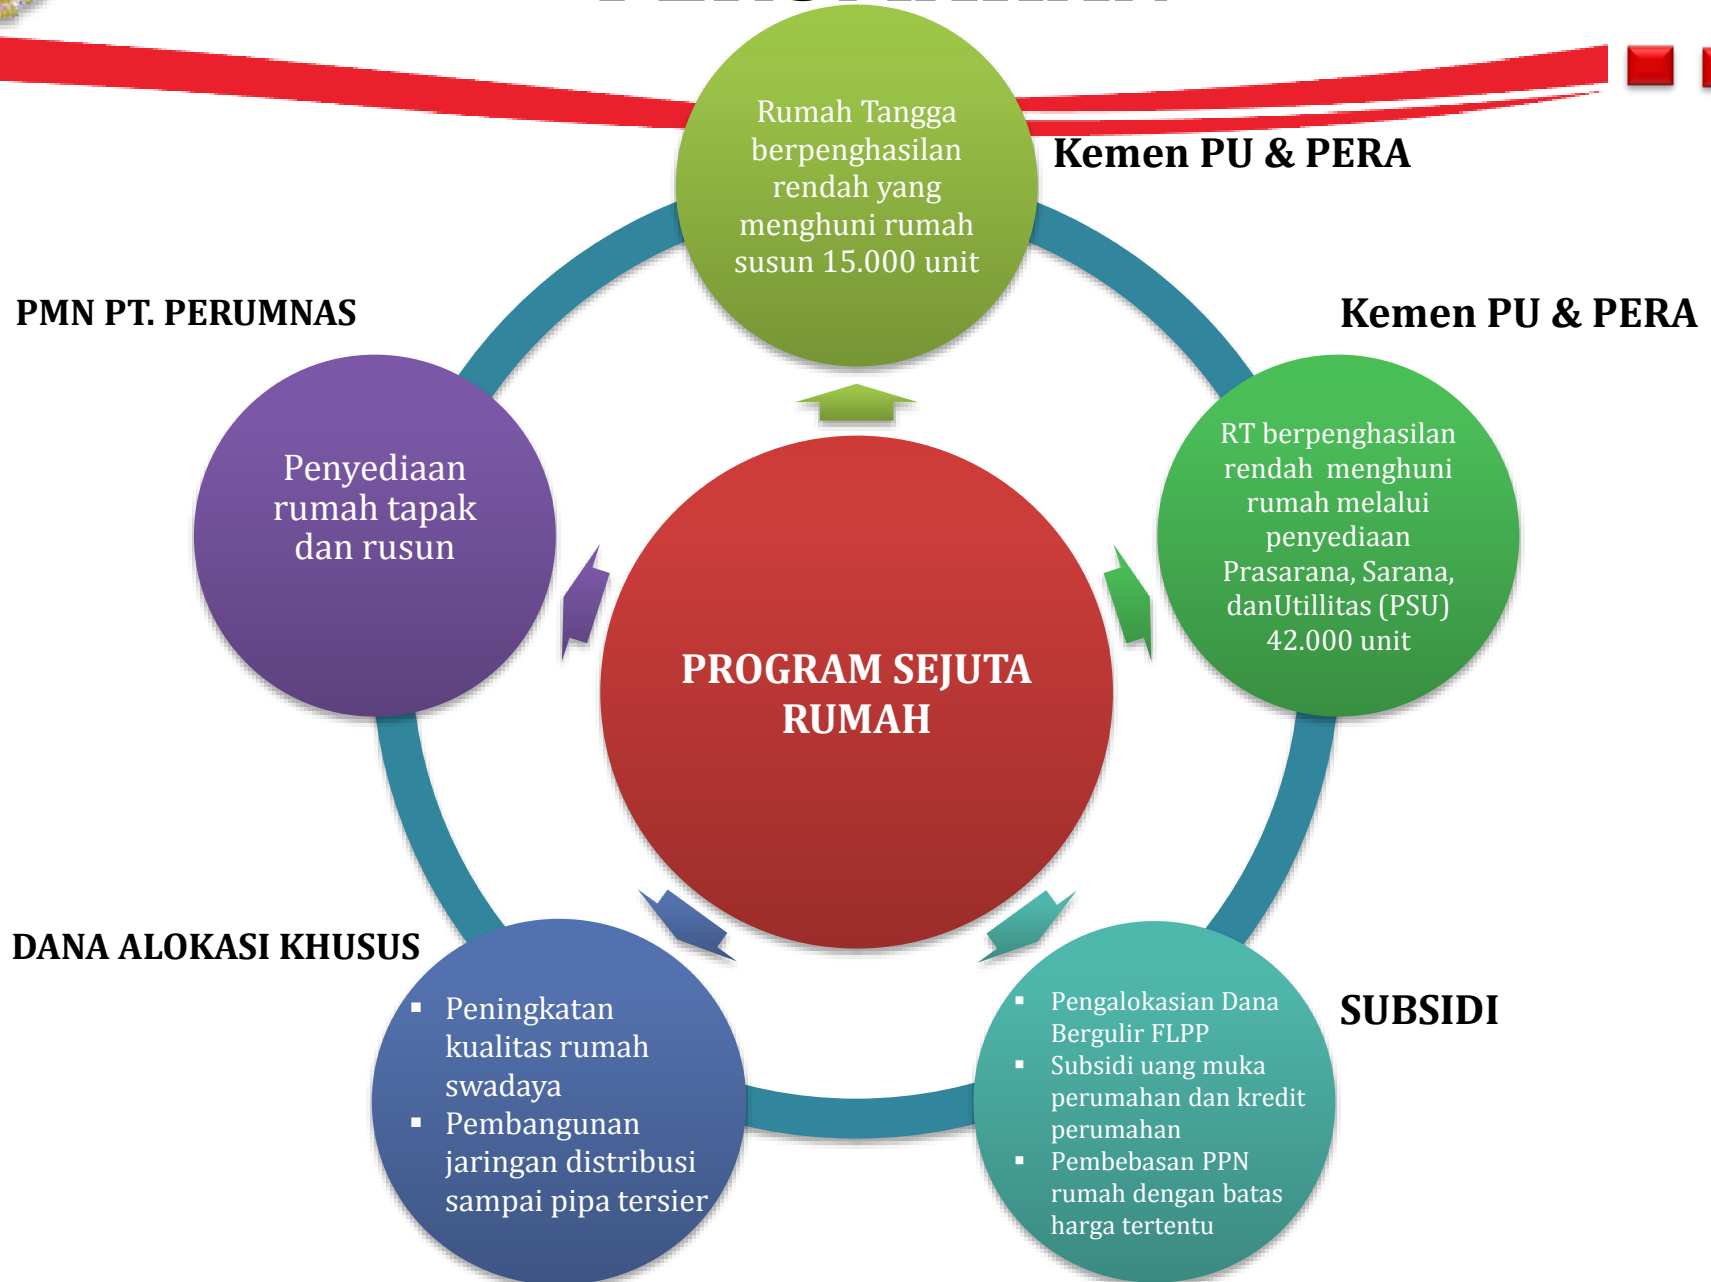 Rumah Tangga
berpenghasilan
rendah yang
menghuni rumah
susun 15.000 unit
Kemen PU & PERA
PMN PT. PERUMNAS
Kemen PU & PERA
Penyediaan
rumah tapak
dan rusun
RT berpenghasilan
rendah menghuni
rumah melalui
penyediaan
Prasarana, Sarana,
danUtillitas (PSU)
42.000 unit
PROGRAM SEJUTA
RUMAH
DANA ALOKASI KHUSUS
▪ Peningkatan
kualitas rumah
swadaya
▪ Pembangunan
jaringan distribusi
sampai pipa tersier
▪ Pengalokasian Dana
Bergulir FLPP
▪ Subsidi uang muka
perumahan dan kredit
perumahan
▪ Pembebasan PPN
rumah dengan batas
harga tertentu
SUBSIDI